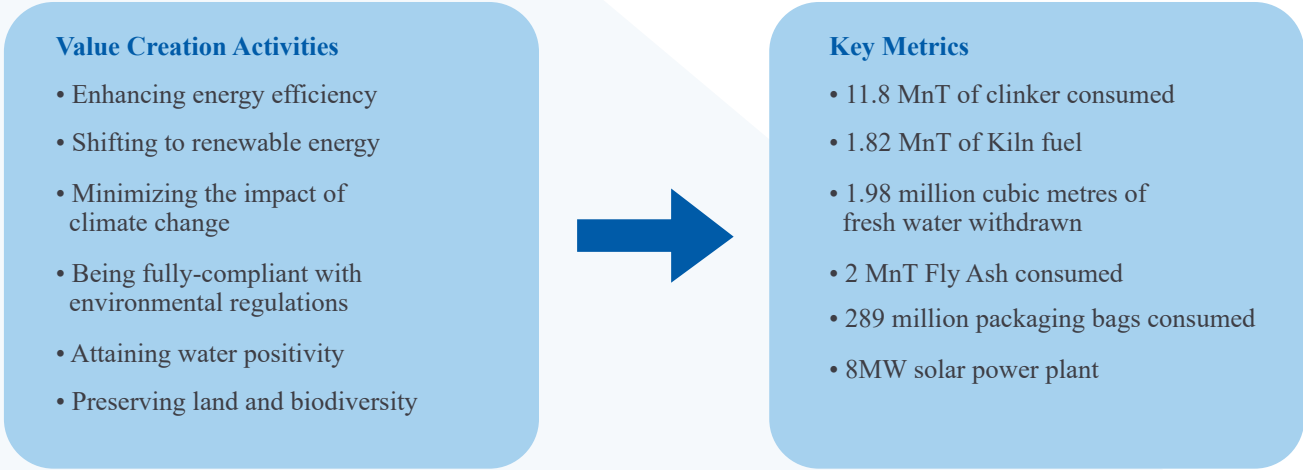 Value Creation Activities
• Enhancing energy efficiency
• Shifting to renewable energy
• Minimizing the impact of
climate change
• Being fully-compliant with
environmental regulations
• Attaining water positivity
• Preserving land and biodiversity
Key Metrics
• 11.8 MnT of clinker consumed
• 1.82 MnT of Kiln fuel
• 1.98 million cubic metres of
fresh water withdrawn
• 2 MnT Fly Ash consumed
• 289 million packaging bags consumed
• 8MW solar power plant